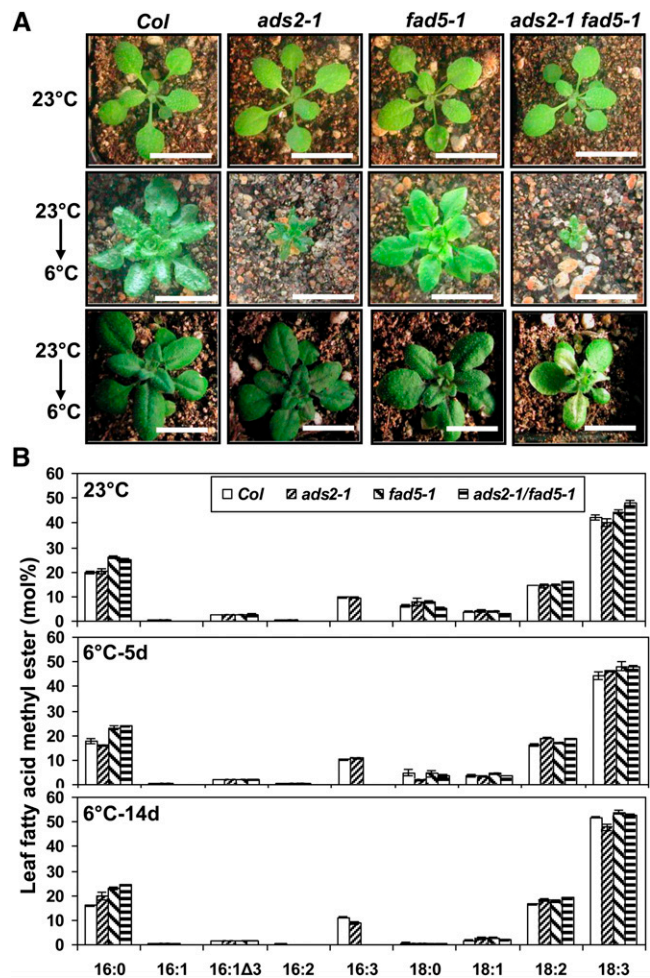 A
Col ads2-1 fad5-1 ads2-1 fad5-1
23°C
23°C
6°C
23°C
6°C
B
Leaf fatty acid methyl ester (mol%)
60
50
40
30
20
10
0
23°C
Col ads2-1 fad5-1 ads2-1/fad5-1
60
50
40
30
20
10
0
6°C-5d
60
50
40
30
20
10
0
6°C-14d
16:0 16:1 16:1Δ3 16:2 16:3 18:0 18:1 18:2 18:3